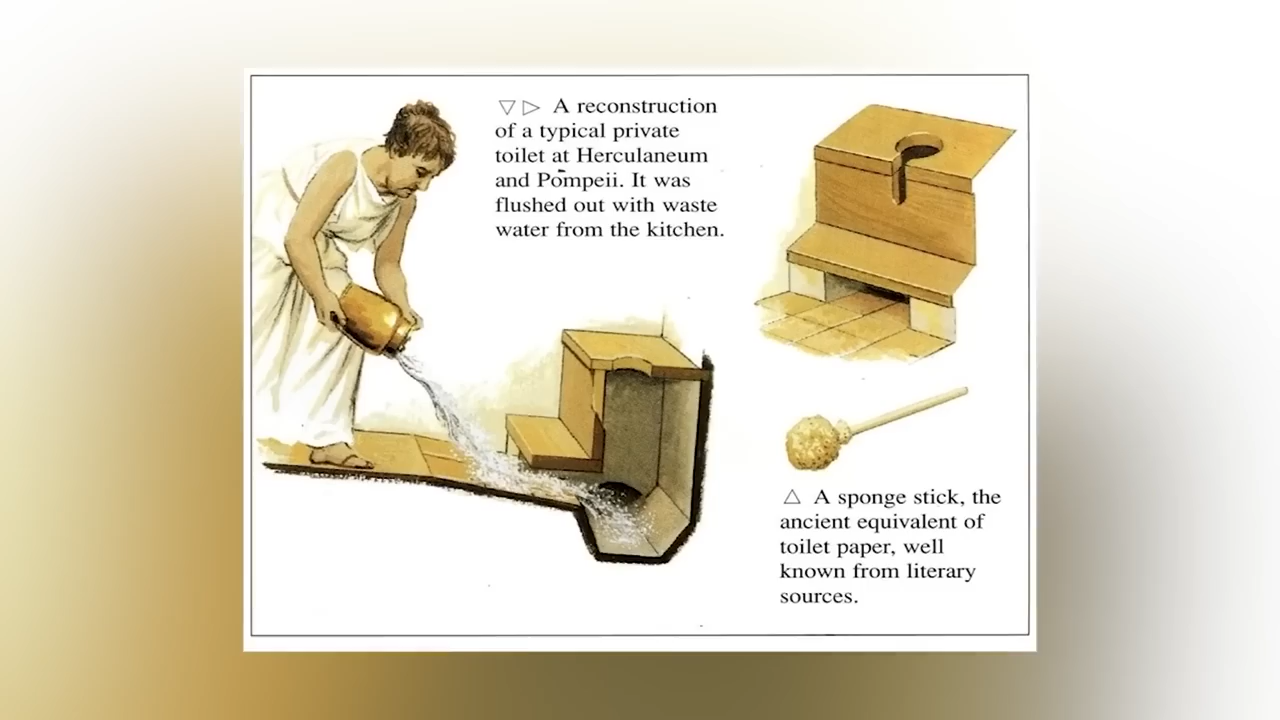 ▽ ▷ A reconstruction
of a typical private
toilet at Herculaneum
and Pompeii. It was
flushed out with waste
water from the kitchen.
△ A sponge stick, the
ancient equivalent of
toilet paper, well
known from literary
sources.